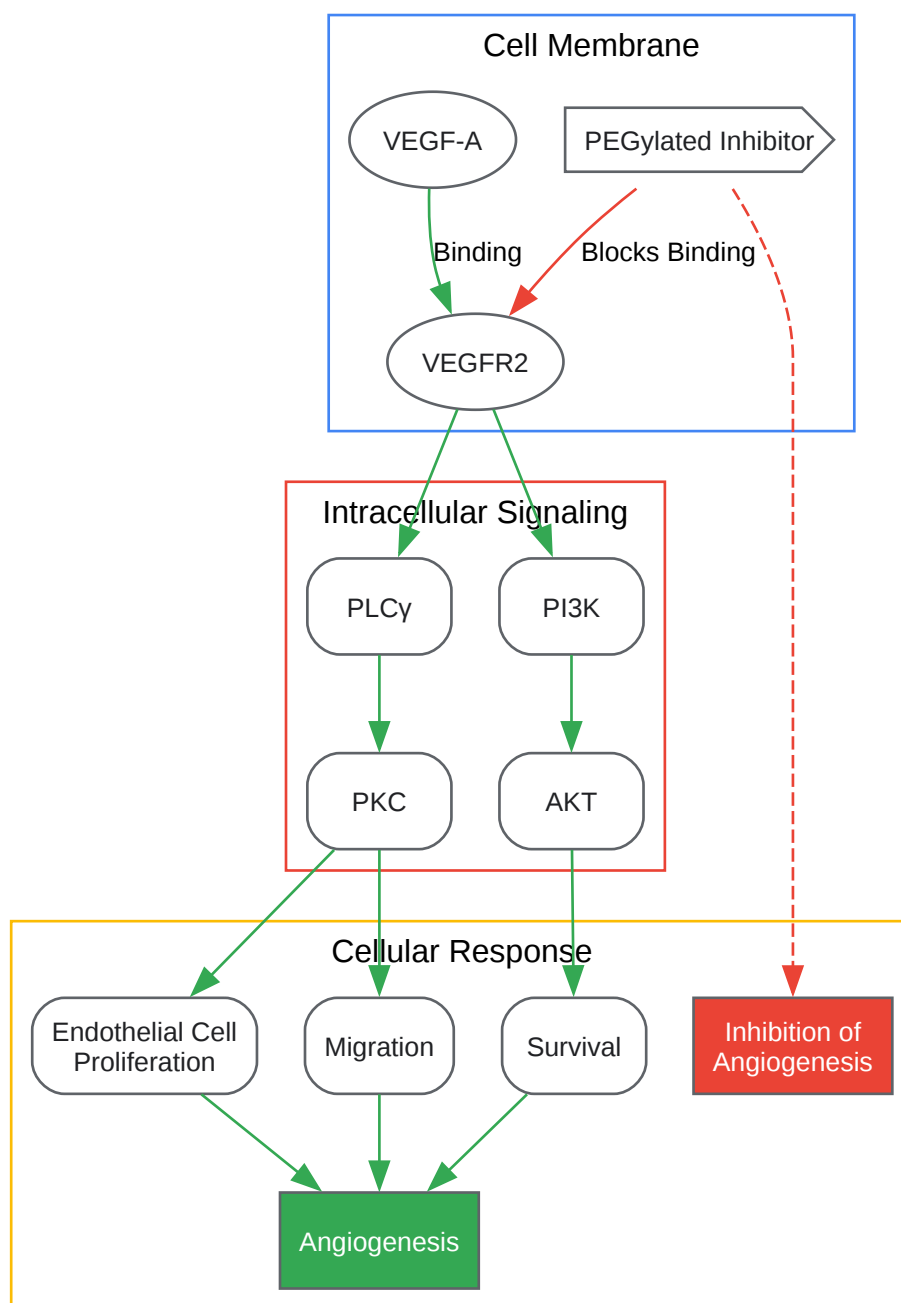 Cell Membrane
VEGF-A
PEGylated Inhibitor
Binding
Blocks Binding
VEGFR2
Intracellular Signaling
PLCγ
PI3K
PKC
AKT
Cellular Response
Endothelial Cell
Proliferation
Migration
Survival
Inhibition of
Angiogenesis
Angiogenesis